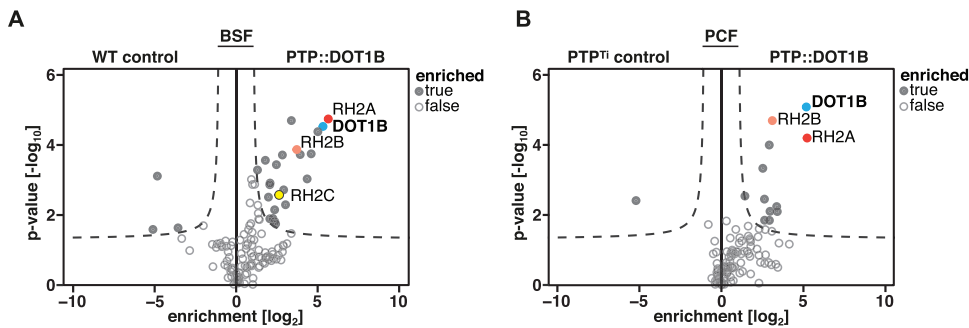 A
BSF
WT control
PTP::DOT1B
enriched
true
false
RH2A
DOT1B
RH2B
RH2C
6
4
2
0
p-value [-log10]
−10
−5
0
5
10
enrichment [log2]
B
PCF
PTPTi control
PTP::DOT1B
enriched
true
false
DOT1B
RH2B
RH2A
6
4
2
0
p-value [-log10]
−10
−5
0
5
10
enrichment [log2]